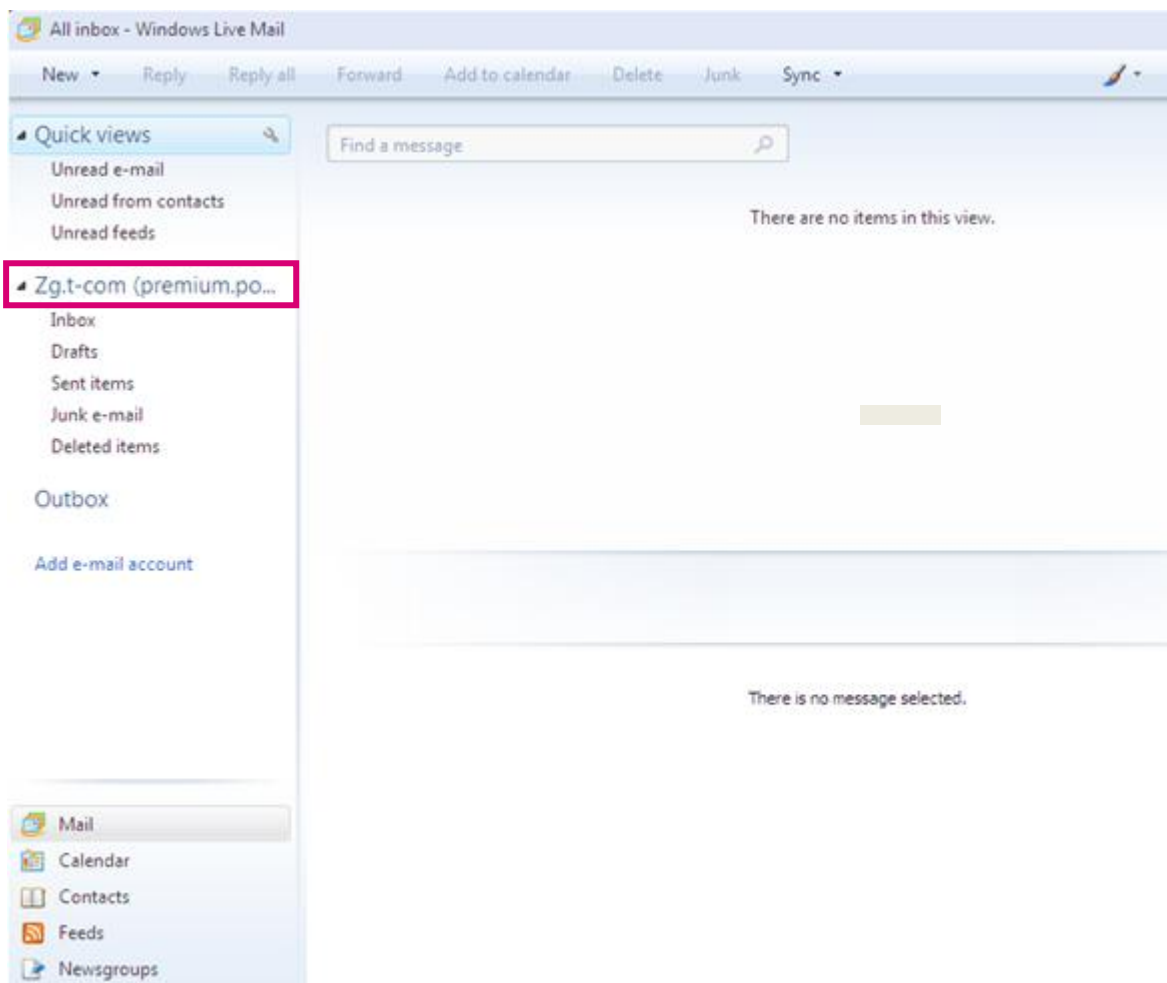 All inbox - Windows Live Mail
New Reply Reply all Forward Add to calendar Delete Junk Sync
Quick views
Unread e-mail
Unread from contacts
Unread feeds
Zg.t-com (premium.po...
Inbox
Drafts
Sent items
Junk e-mail
Deleted items
Outbox
Add e-mail account
Find a message
There are no items in this view.
There is no message selected.
Mail
Calendar
Contacts
Feeds
Newsgroups